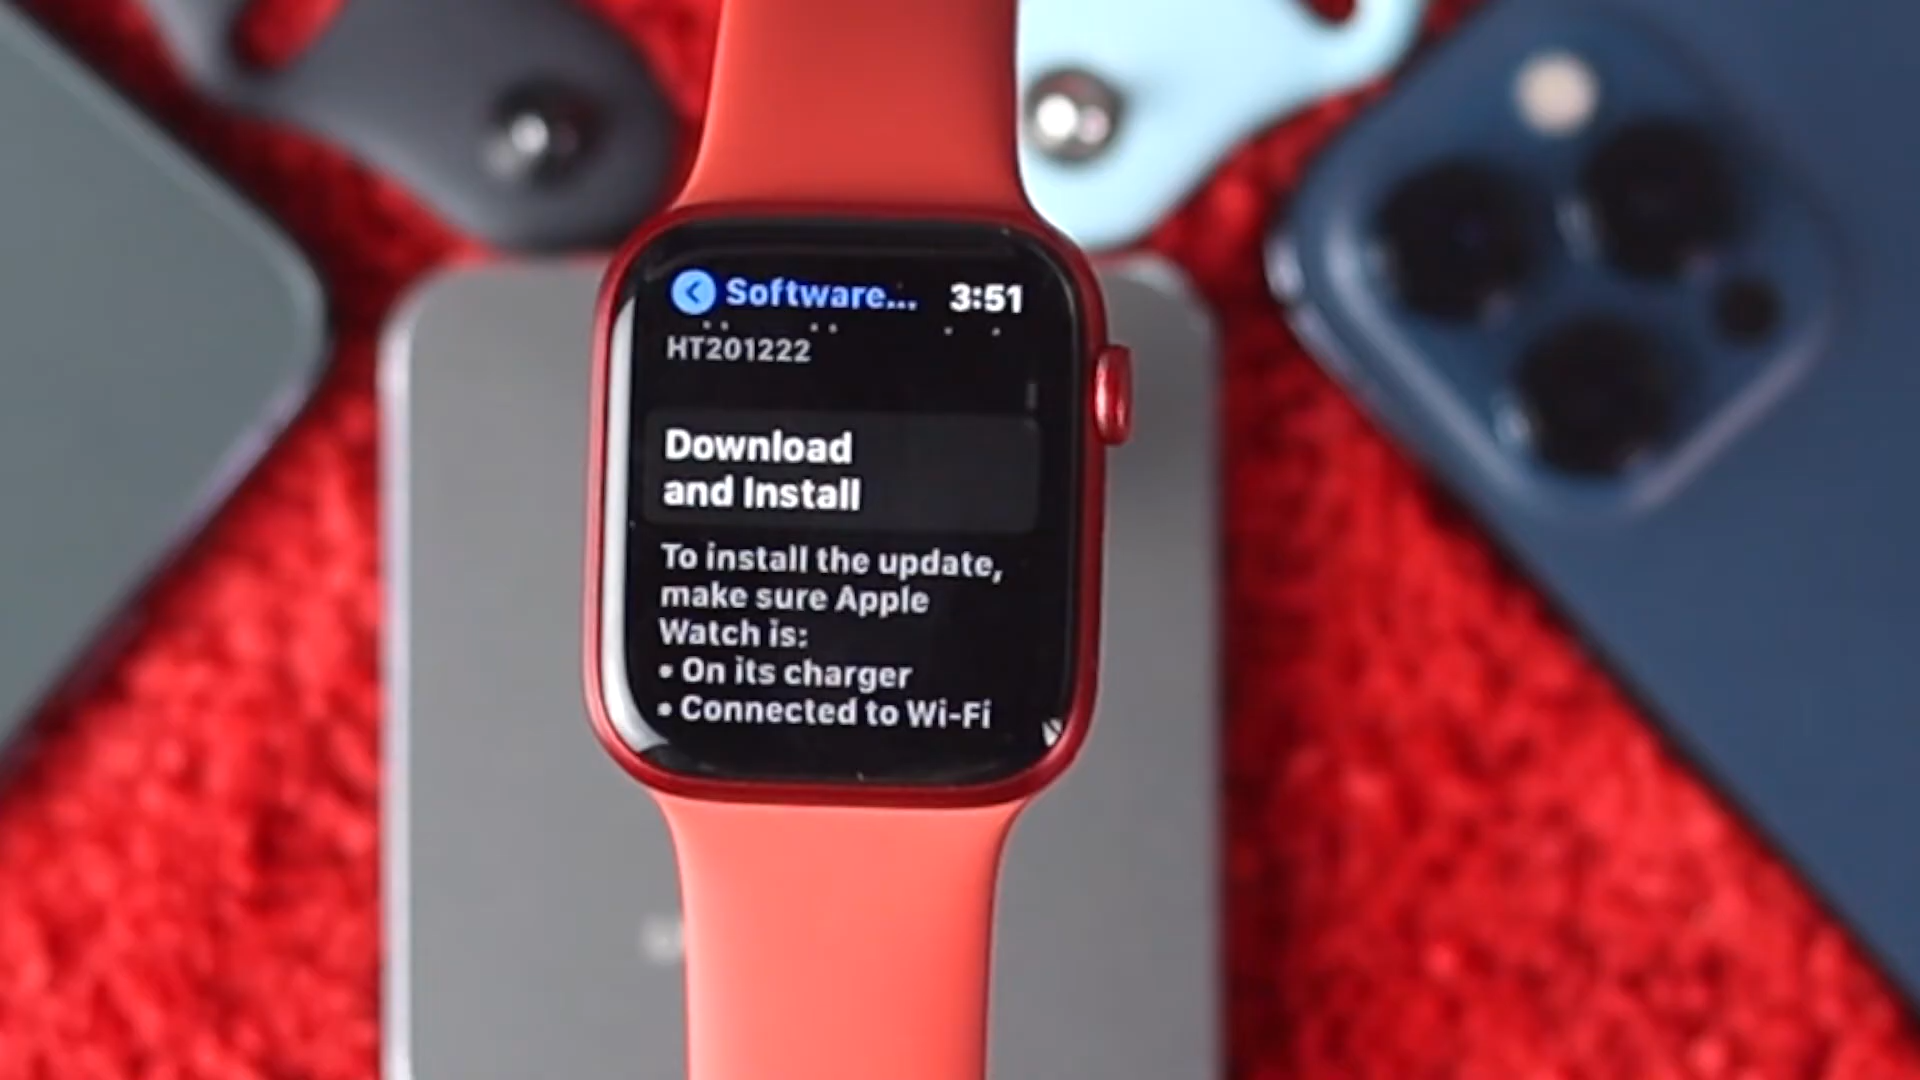 Software... 3:51
HT201222
Download
and Install
To install the update,
make sure Apple
Watch is:
• On its charger
• Connected to Wi-Fi